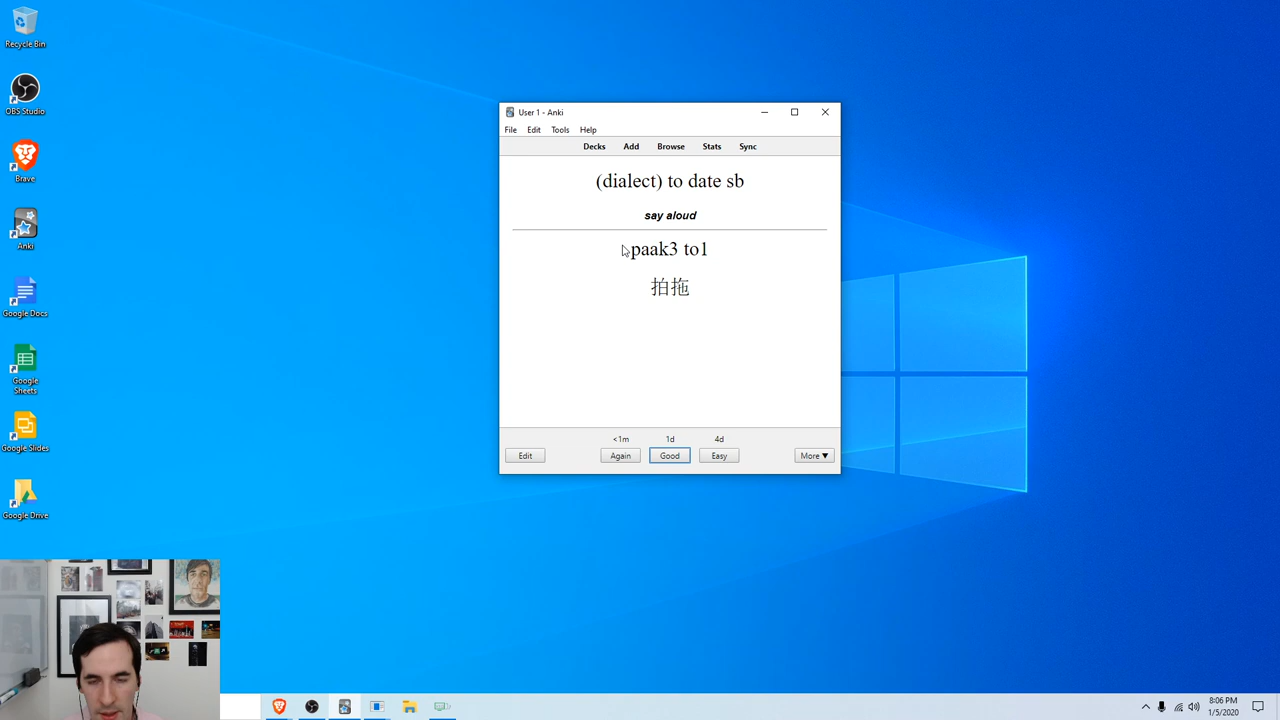 Recycle Bin
OBS Studio
Brave
Anki
Google Docs
Google
Sheets
Google Slides
Google Drive
User 1 - Anki
File Edit Tools Help
Decks Add Browse Stats Sync
(dialect) to date sb
say aloud
paak3 to1
拍拖
<1m 1d 4d
Edit Again Good Easy More ▼
8:06 PM
1/5/2020